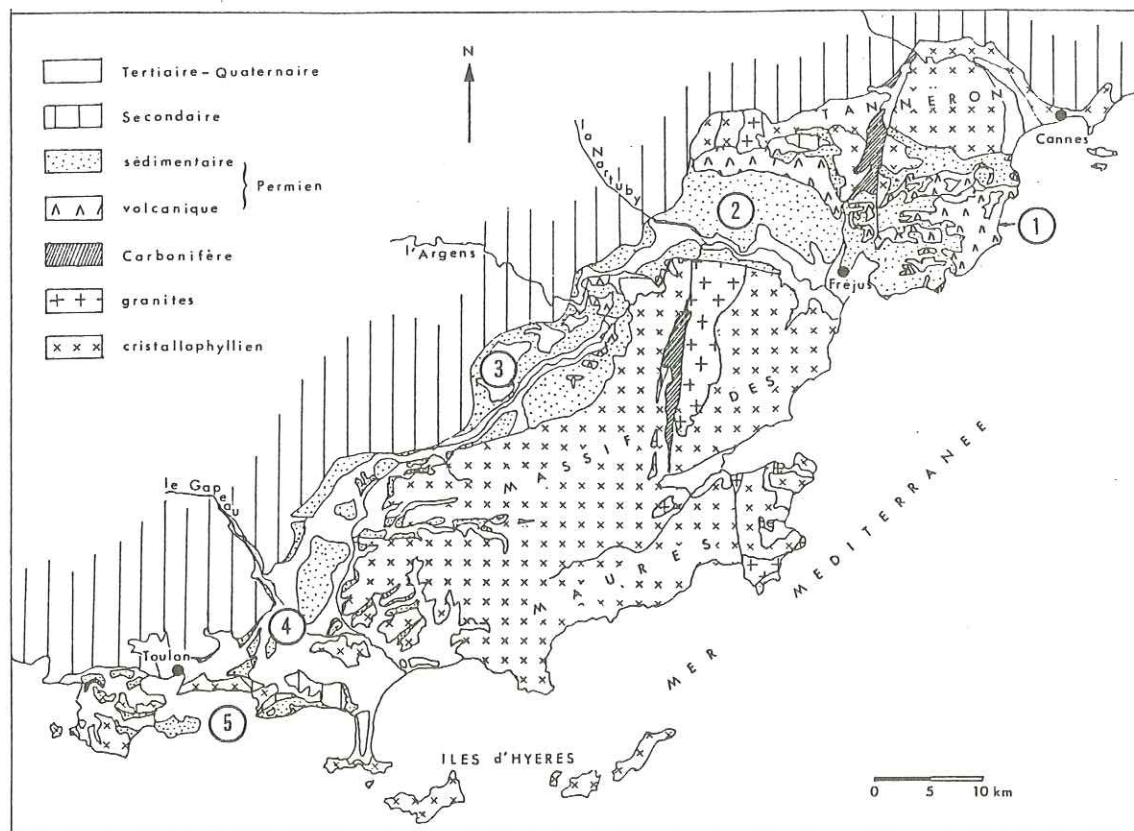 Tertiaire-Quaternaire
Secondaire
sédimentaire
Permien
volcanique
Carbonifère
granites
cristallophyllien
N
TANNERON
Cannes
la Nartuby
2
1
l'Argens
Fréjus
3
MASSIF DES MAURES
MER MEDITERRANEE
le Gapeau
4
Toulon
5
ILES d'HYERES
0 5 10 km